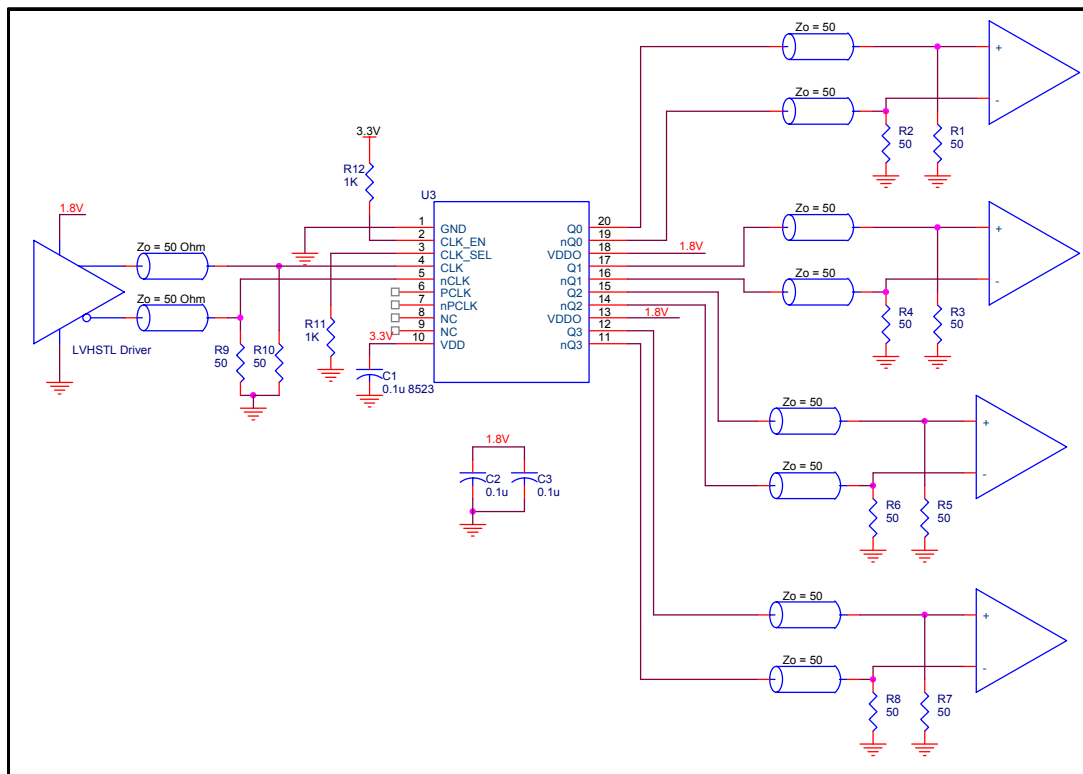 Zo = 50
+
-
Zo = 50
R2
50
R1
50
3.3V
R12
1K
U3
1.8V
Zo = 50 Ohm
Zo = 50 Ohm
LVHSTL Driver
R9
50
R10
50
R11
1K
3.3V
C1
0.1u
8523
1 GND
2 CLK_EN
3 CLK_SEL
4 CLK
5 nCLK
6 PCLK
7 nPCLK
8 NC
9 NC
10 VDD
Q0 20
nQ0 19
VDDO 18
Q1 17
nQ1 16
Q2 15
nQ2 14
VDDO 13
Q3 12
nQ3 11
1.8V
1.8V
Zo = 50
+
-
Zo = 50
R4
50
R3
50
1.8V
C2
0.1u
C3
0.1u
Zo = 50
+
-
Zo = 50
R6
50
R5
50
Zo = 50
+
-
Zo = 50
R8
50
R7
50